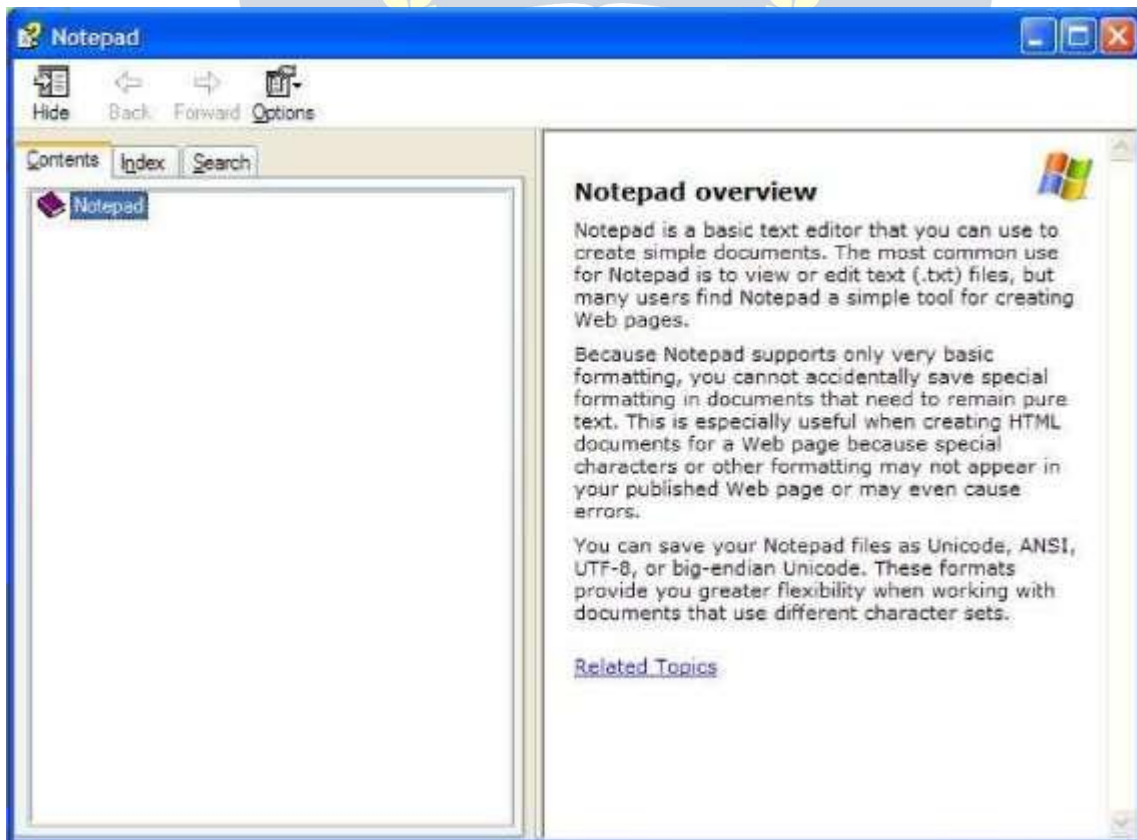 Notepad
Hide Back Forward Options
Contents Index Search
Notepad
Notepad overview
Notepad is a basic text editor that you can use to
create simple documents. The most common use
for Notepad is to view or edit text (.txt) files, but
many users find Notepad a simple tool for creating
Web pages.
Because Notepad supports only very basic
formatting, you cannot accidentally save special
formatting in documents that need to remain pure
text. This is especially useful when creating HTML
documents for a Web page because special
characters or other formatting may not appear in
your published Web page or may even cause
errors.
You can save your Notepad files as Unicode, ANSI,
UTF-8, or big-endian Unicode. These formats
provide you greater flexibility when working with
documents that use different character sets.
Related Topics